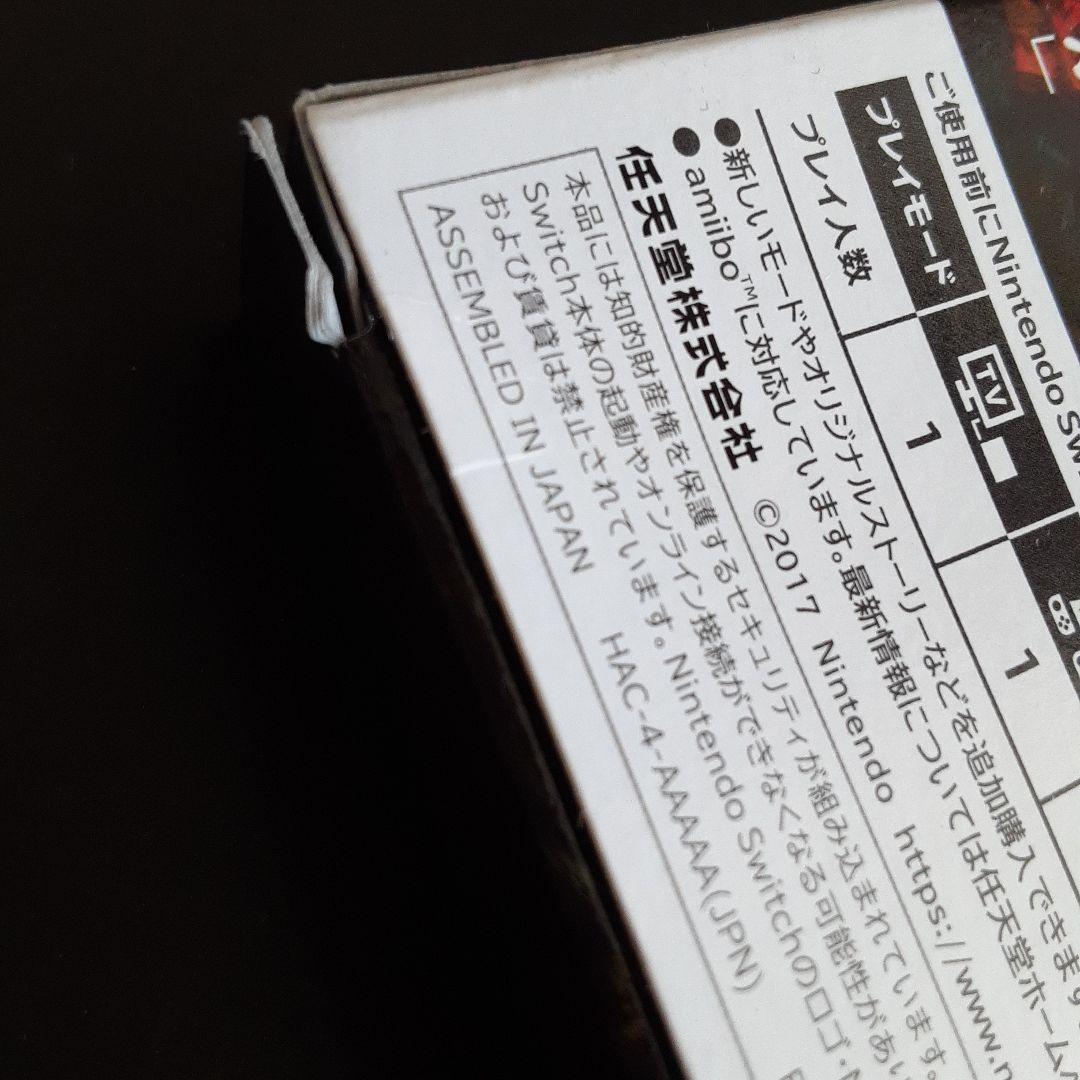 ご使用前にNintendo Sw
プレイモード TV
プレイ人数 1 1
●新しいモードやオリジナルストーリーなどを追加購入できます
●amiibo™に対応しています。最新情報については任天堂ホーム
任天堂株式会社 ©2017 Nintendo https://www.n
本品には知的財産権を保護するセキュリティが組み込まれています。
Switch本体の起動やオンライン接続ができなくなる可能性があい
および賃貸は禁止されています。Nintendo Switchのロゴ・N
ASSEMBLED IN JAPAN HAC-4-AAAAA(JPN)